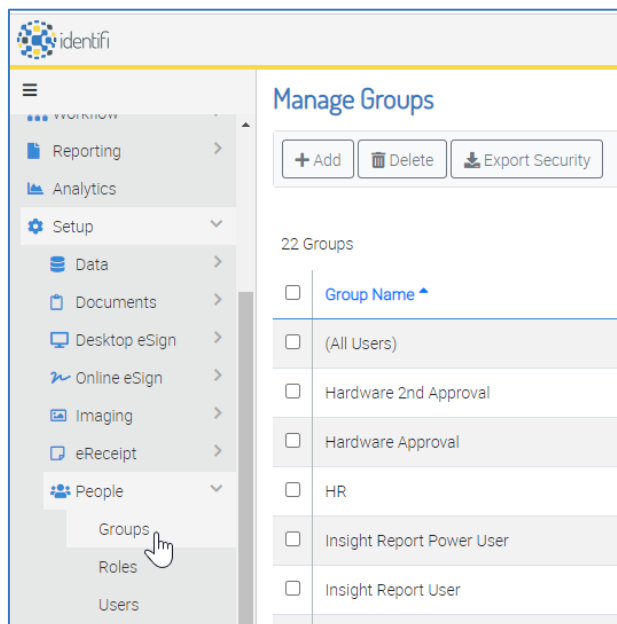 identifi
Workflow
Reporting
Analytics
Setup
Data
Documents
Desktop eSign
Online eSign
Imaging
eReceipt
People
Groups
Roles
Users
Manage Groups
Add
Delete
Export Security
22 Groups
Group Name
(All Users)
Hardware 2nd Approval
Hardware Approval
HR
Insight Report Power User
Insight Report User